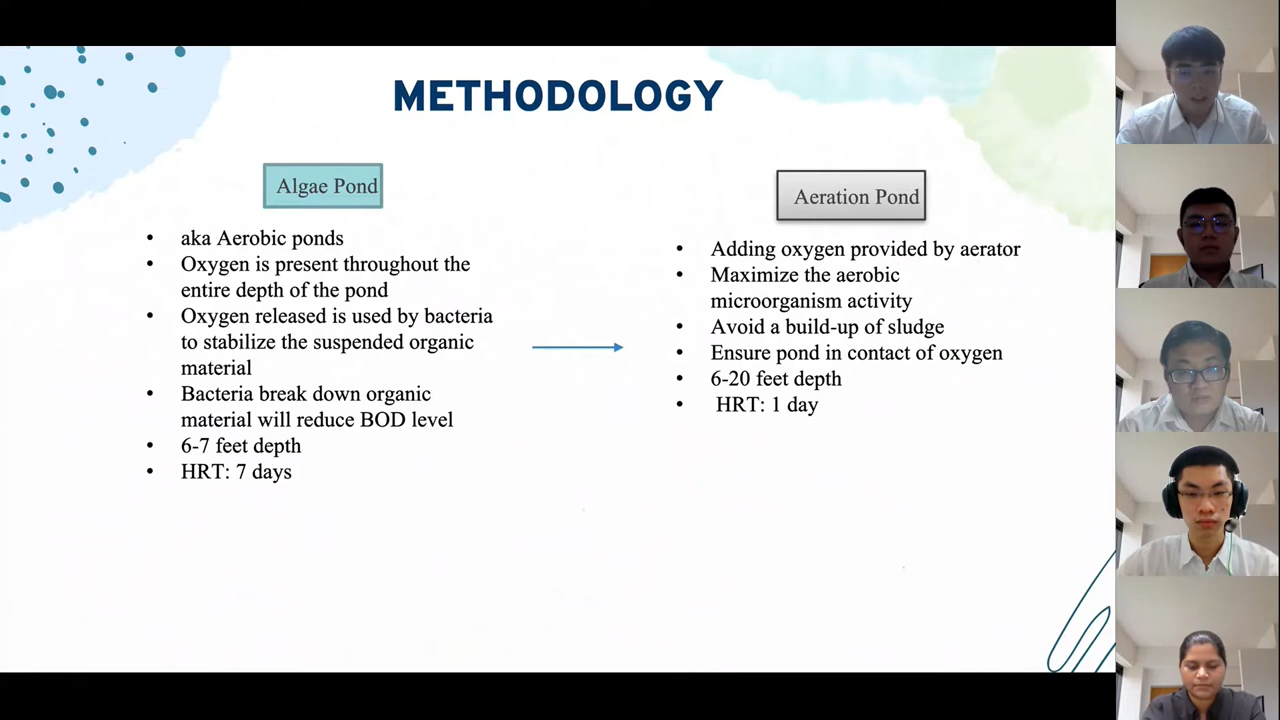 METHODOLOGY
Algae Pond
• aka Aerobic ponds
• Oxygen is present throughout the
entire depth of the pond
• Oxygen released is used by bacteria
to stabilize the suspended organic
material
• Bacteria break down organic
material will reduce BOD level
• 6-7 feet depth
• HRT: 7 days
Aeration Pond
• Adding oxygen provided by aerator
• Maximize the aerobic
microorganism activity
• Avoid a build-up of sludge
• Ensure pond in contact of oxygen
• 6-20 feet depth
• HRT: 1 day